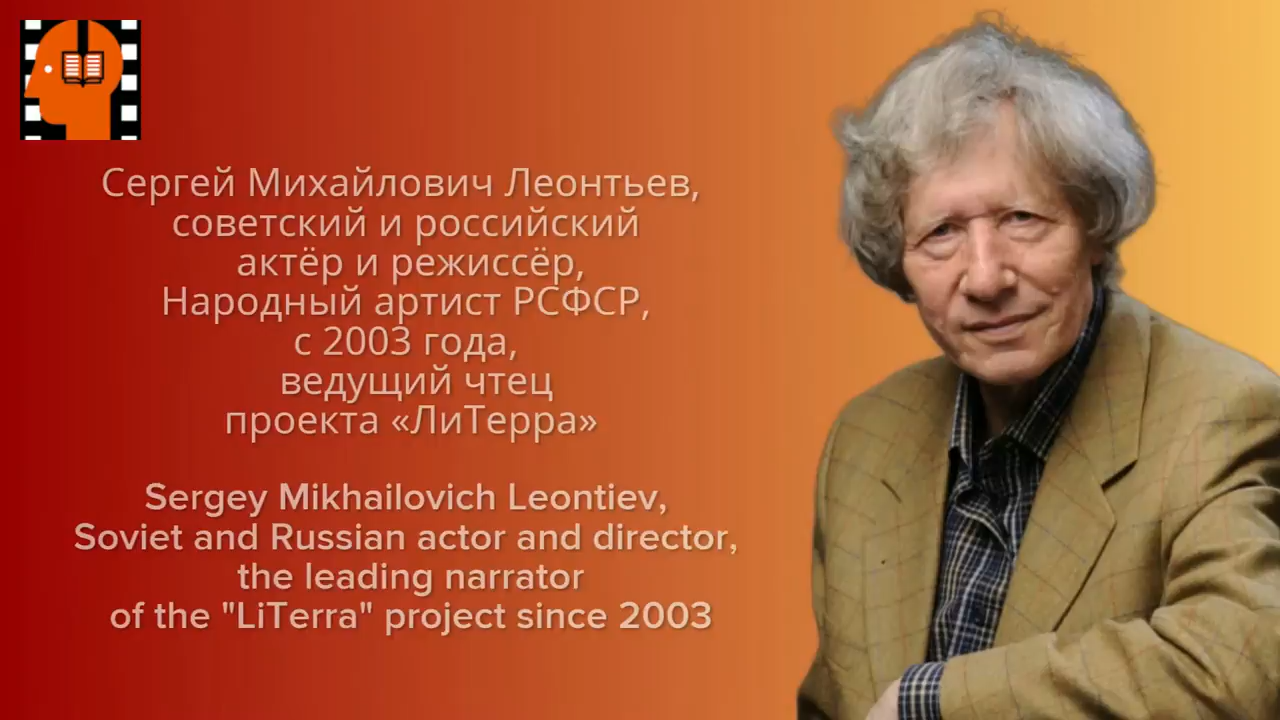 Сергей Михайлович Леонтьев,
советский и российский
актёр и режиссёр,
Народный артист РСФСР,
с 2003 года,
ведущий чтец
проекта «ЛиТерра»
Sergey Mikhailovich Leontiev,
Soviet and Russian actor and director,
the leading narrator
of the "LiTerra" project since 2003